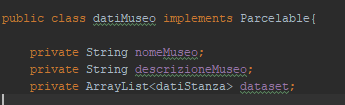 public class datiMuseo implements Parcelable{
private String nomeMuseo;
private String descrizioneMuseo;
private ArrayList<datiStanza> dataset;